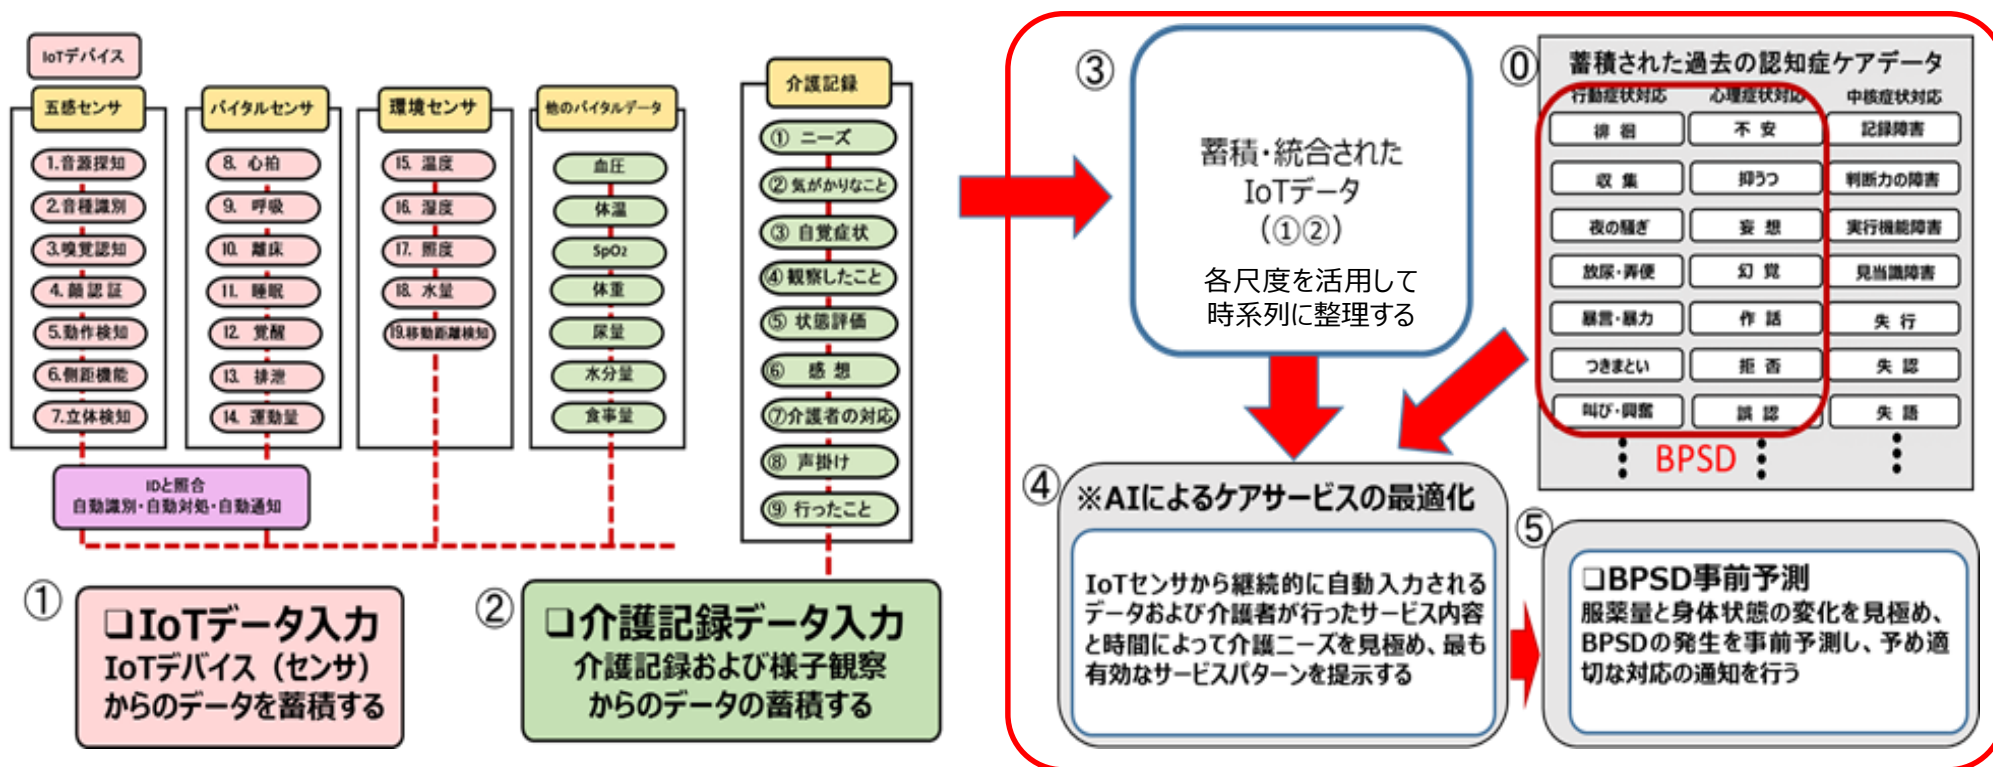 IoTデバイス
五感センサ
1.音源探知
2.音種識別
3.嗅覚認知
4.顔認証
5.動作検知
6.側距機能
7.立体検知
バイタルセンサ
8. 心拍
9. 呼吸
10. 離床
11. 睡眠
12. 覚醒
13. 排泄
14. 運動量
環境センサ
15. 温度
16. 湿度
17. 照度
18. 水量
19.移動距離検知
他のバイタルデータ
血圧
体温
SpO2
体重
尿量
水分量
食事量
IDと照合
自動識別・自動対処・自動通知
介護記録
① ニーズ
② 気がかりなこと
③ 自覚症状
④ 観察したこと
⑤ 状態評価
⑥ 感想
⑦介護者の対応
⑧ 声掛け
⑨ 行ったこと
①
❑IoTデータ入力
IoTデバイス（センサ）
からのデータを蓄積する
②
❑介護記録データ入力
介護記録および様子観察
からのデータの蓄積する
③
蓄積・統合された
IoTデータ
（①②）
各尺度を活用して
時系列に整理する
⓪
蓄積された過去の認知症ケアデータ
行動症状対応
徘徊
収集
夜の騒ぎ
放尿・弄便
暴言・暴力
つきまとい
叫び・興奮
心理症状対応
不安
抑うつ
妄想
幻覚
作話
拒否
誤認
中核症状対応
記録障害
判断力の障害
実行機能障害
見当識障害
失行
失認
失語
BPSD
④
※AIによるケアサービスの最適化
IoTセンサから継続的に自動入力される
データおよび介護者が行ったサービス内容
と時間によって介護ニーズを見極め、最も
有効なサービスパターンを提示する
⑤
❑BPSD事前予測
服薬量と身体状態の変化を見極め、
BPSDの発生を事前予測し、予め適
切な対応の通知を行う